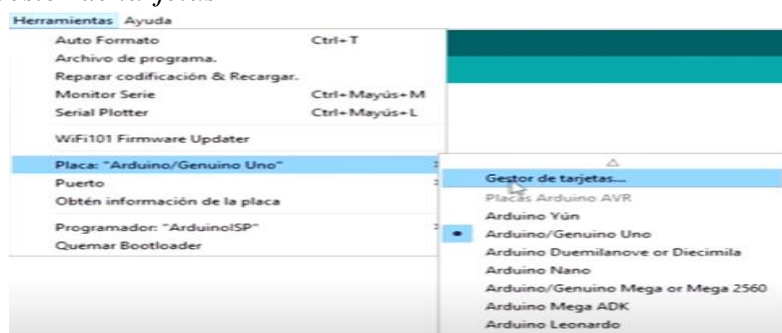 Herramientas Ayuda
Auto Formato Ctrl+T
Archivo de programa.
Reparar codificación & Recargar.
Monitor Serie Ctrl+Mayús+M
Serial Plotter Ctrl+Mayús+L
WiFi101 Firmware Updater
Placa: "Arduino/Genuino Uno"
Puerto
Obtén información de la placa
Programador: "ArduinoISP"
Quemar Bootloader
Gestor de tarjetas...
Placas Arduino AVR
Arduino Yún
Arduino/Genuino Uno
Arduino Duemilanove or Diecimila
Arduino Nano
Arduino/Genuino Mega or Mega 2560
Arduino Mega ADK
Arduino Leonardo